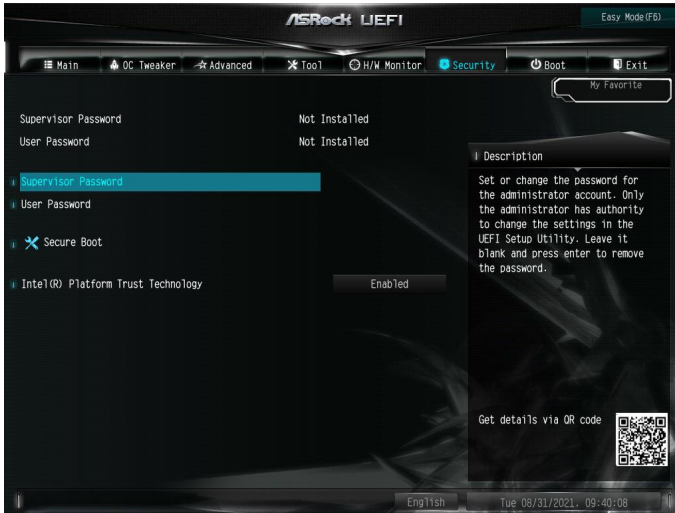 ASRock UEFI
Easy Mode(F6)
Main
OC Tweaker
Advanced
Tool
H/W Monitor
Security
Boot
Exit
My Favorite
Supervisor Password Not Installed
User Password Not Installed
Supervisor Password
User Password
Secure Boot
Intel(R) Platform Trust Technology Enabled
Description
Set or change the password for
the administrator account. Only
the administrator has authority
to change the settings in the
UEFI Setup Utility. Leave it
blank and press enter to remove
the password.
Get details via QR code
English
Tue 08/31/2021. 09:40:08